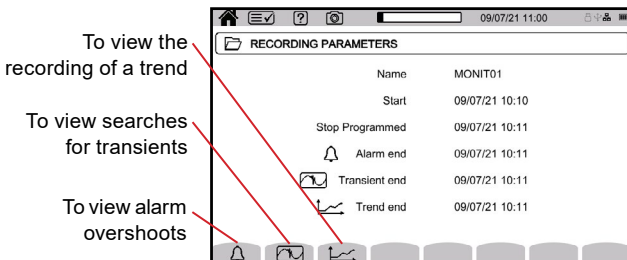 09/07/21 11:00
RECORDING PARAMETERS
Name MONIT01
Start 09/07/21 10:10
Stop Programmed 09/07/21 10:11
Alarm end 09/07/21 10:11
Transient end 09/07/21 10:11
Trend end 09/07/21 10:11
To view the
recording of a trend
To view searches
for transients
To view alarm
overshoots